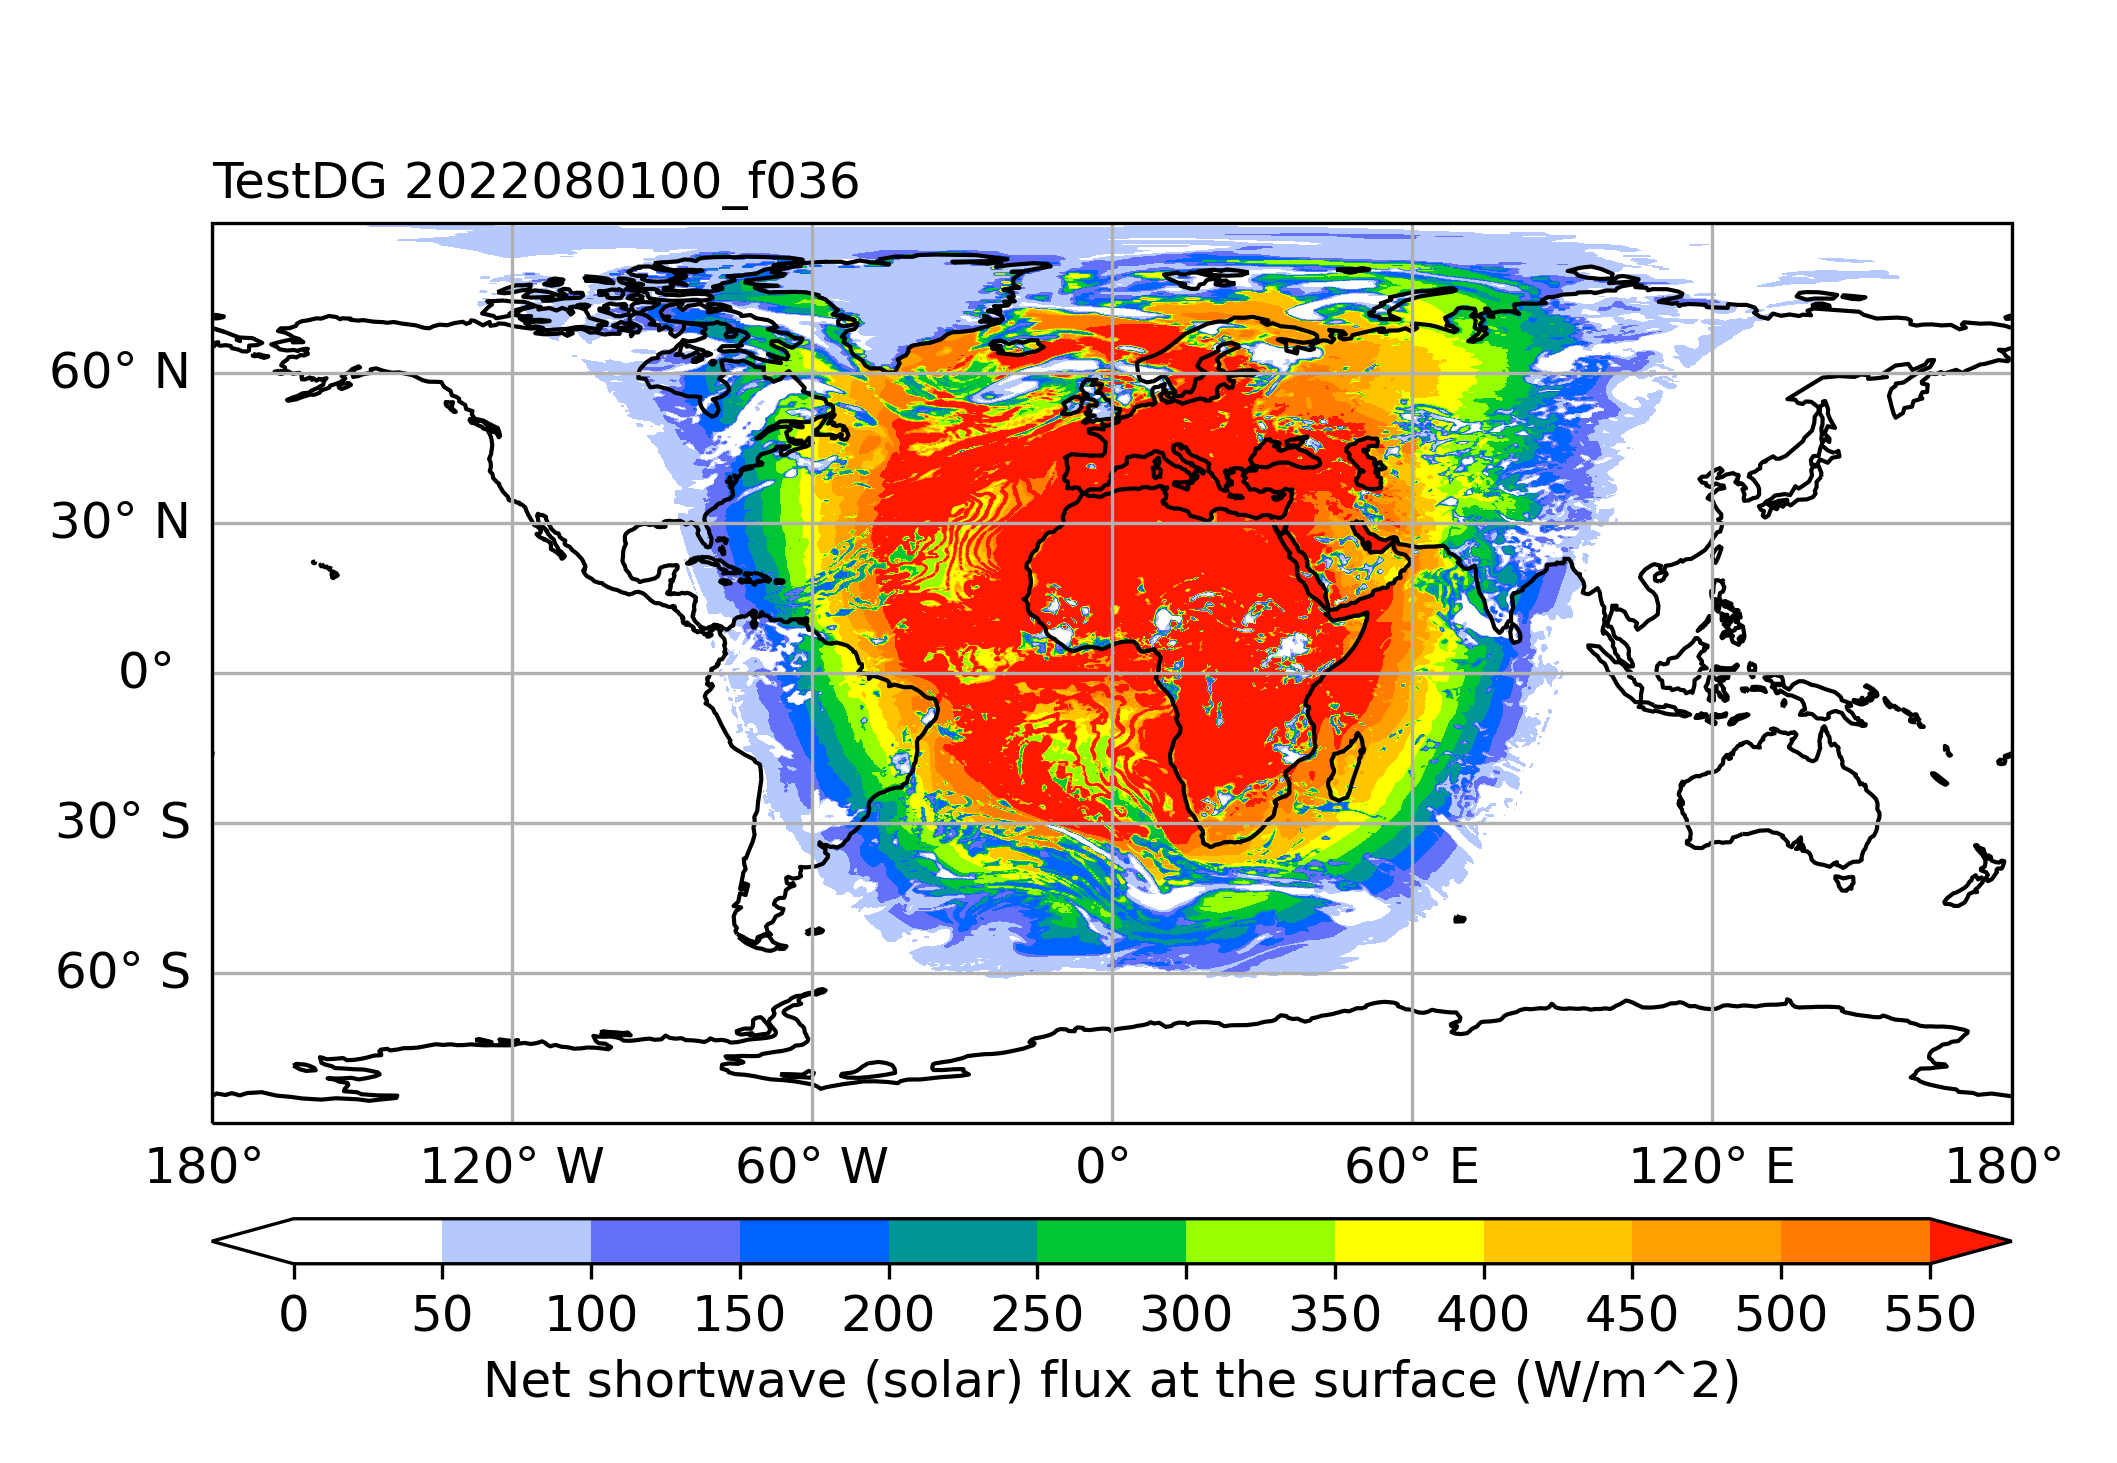 TestDG 2022080100_f036
60° N
30° N
0°
30° S
60° S
180° 120° W 60° W 0° 60° E 120° E 180°
0 50 100 150 200 250 300 350 400 450 500 550
Net shortwave (solar) flux at the surface (W/m^2)